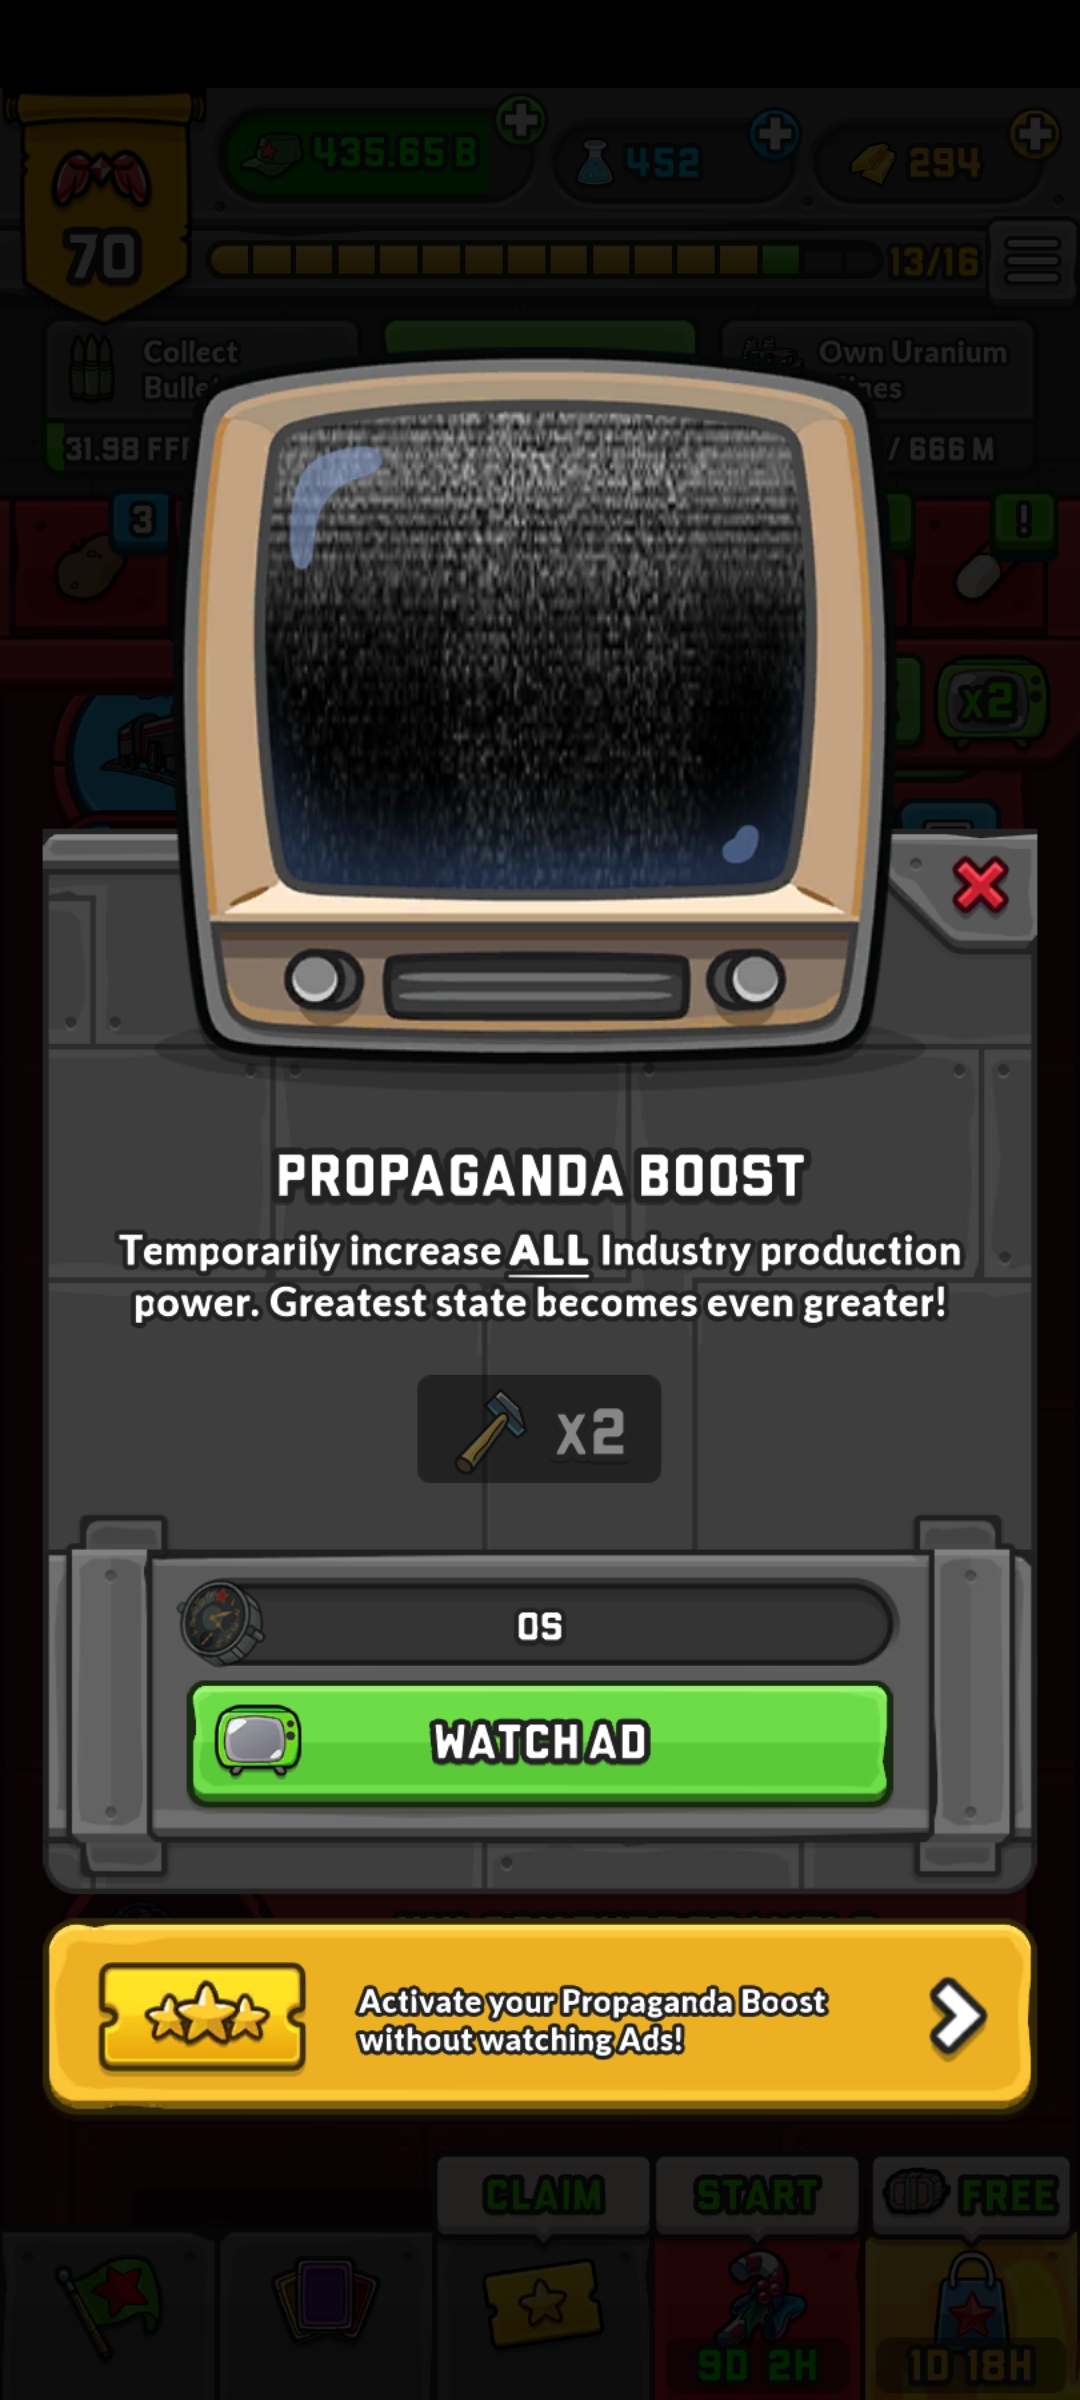 435.65 B
452
294
70
13/16
Collect
Own Uranium
31.98
/ 666 M
3
!
x2
PROPAGANDA BOOST
Temporarily increase ALL Industry production
power. Greatest state becomes even greater!
x2
0S
WATCH AD
Activate your Propaganda Boost
without watching Ads!
CLAIM
START
FREE
9D 2H
1D 18H